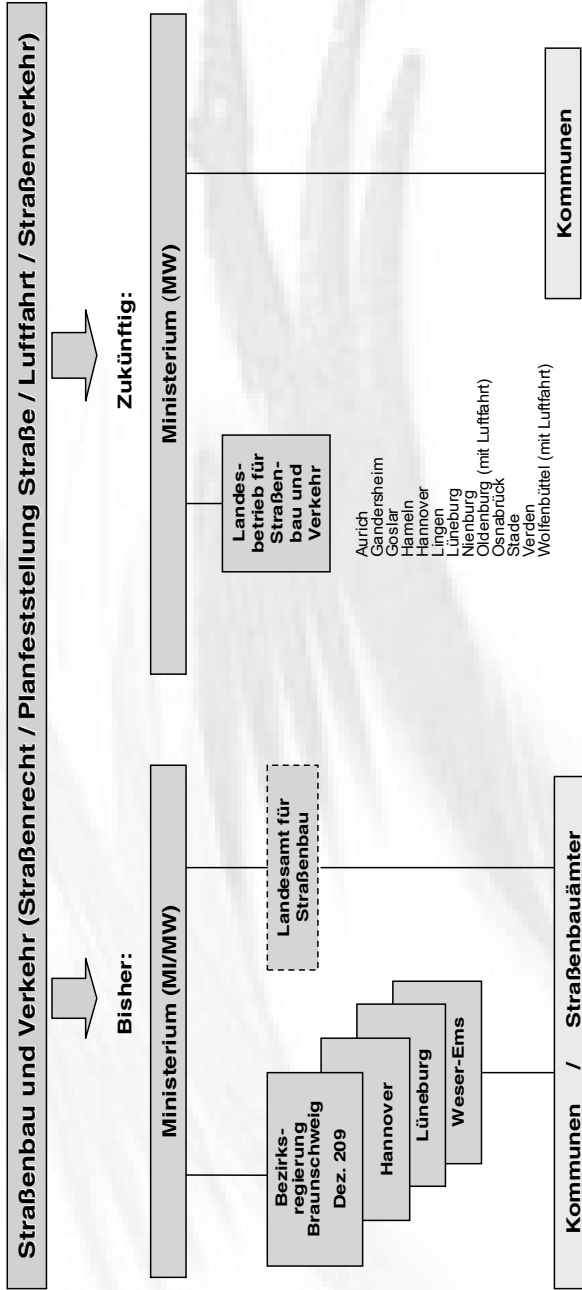 Straßenbau und Verkehr (Straßenrecht / Planfeststellung Straße / Luftfahrt / Straßenverkehr)
Bisher:
Ministerium (MI/MW)
Bezirks-
regierung
Braunschweig
Dez. 209
Hannover
Lüneburg
Weser-Ems
Landesamt für
Straßenbau
Kommunen / Straßenbauämter
Zukünftig:
Ministerium (MW)
Landes-
betrieb für
Straßen-
bau und
Verkehr
Aurich
Gandersheim
Goslar
Hameln
Hannover
Lingen
Lüneburg
Nienburg
Oldenburg (mit Luftfahrt)
Osnabrück
Stade
Verden
Wolfenbüttel (mit Luftfahrt)
Kommunen